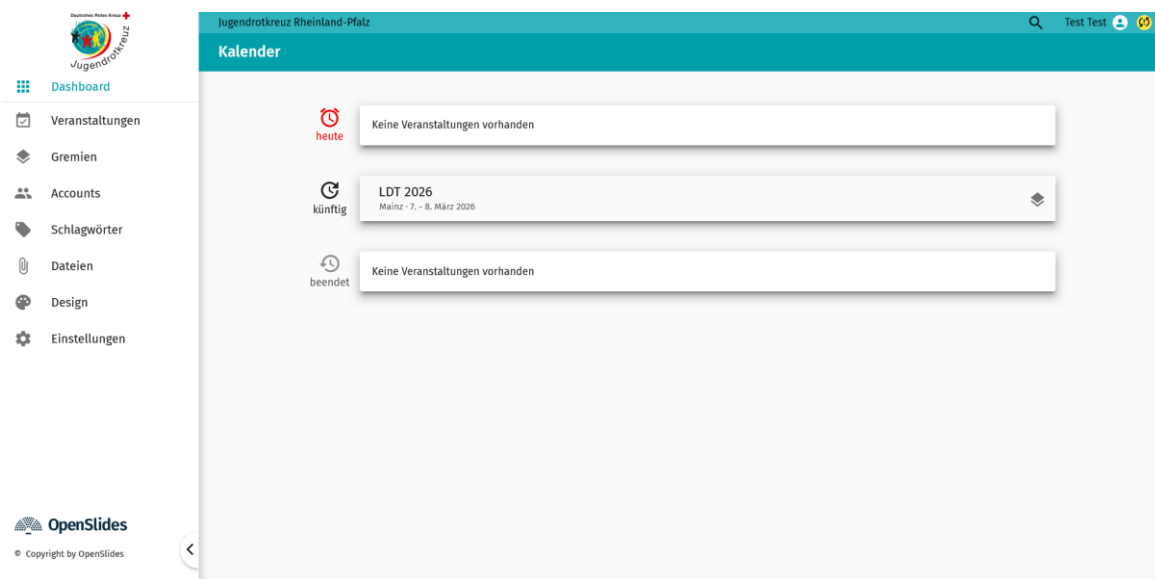 Deutsches Rotes Kreuz
Jugendrotkreuz
Jugendrotkreuz Rheinland-Pfalz
Test Test
Kalender
Dashboard
Veranstaltungen
Gremien
Accounts
Schlagwörter
Dateien
Design
Einstellungen
heute
Keine Veranstaltungen vorhanden
künftig
LDT 2026
Mainz · 7. - 8. März 2026
beendet
Keine Veranstaltungen vorhanden
OpenSlides
© Copyright by OpenSlides